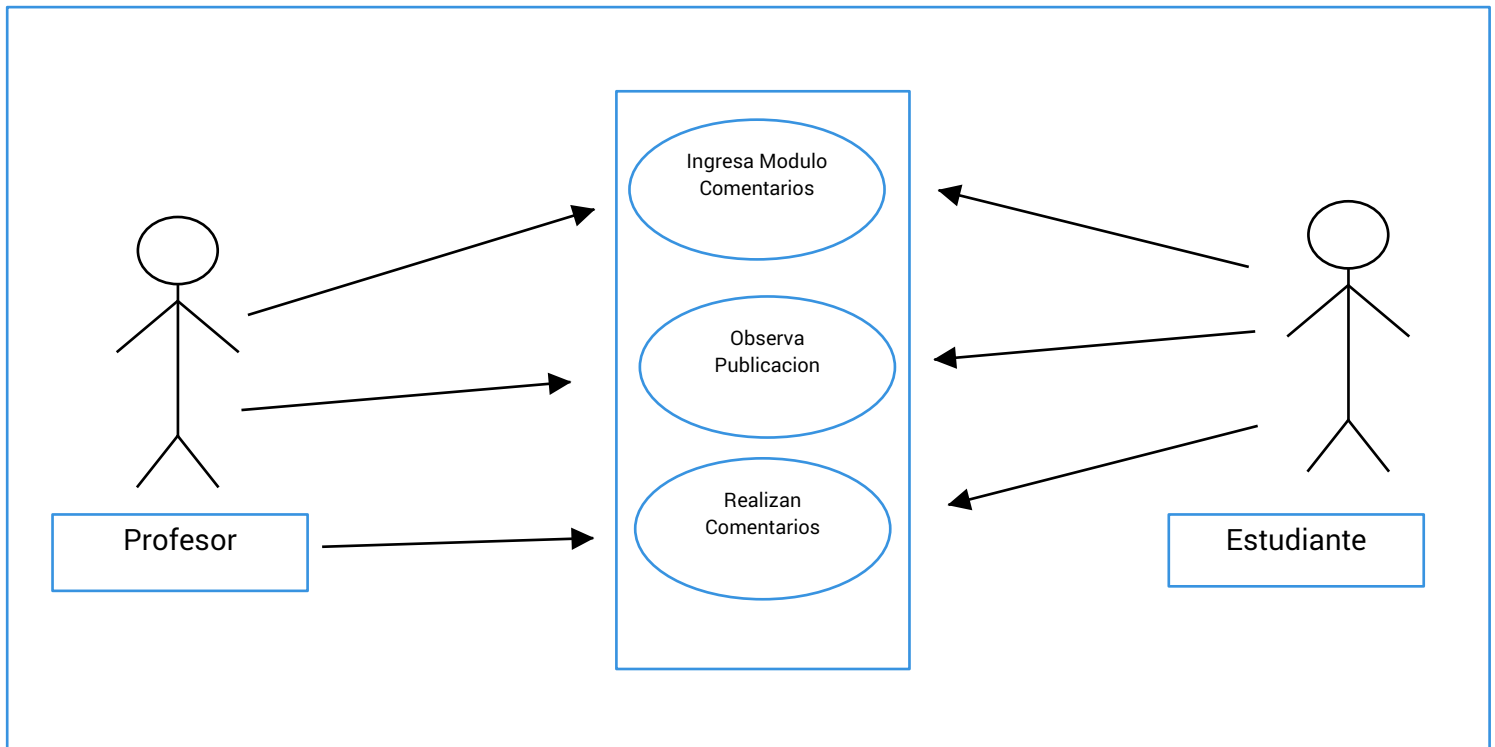 Ingresa Modulo
Comentarios
Observa
Publicacion
Realizan
Comentarios
Profesor
Estudiante